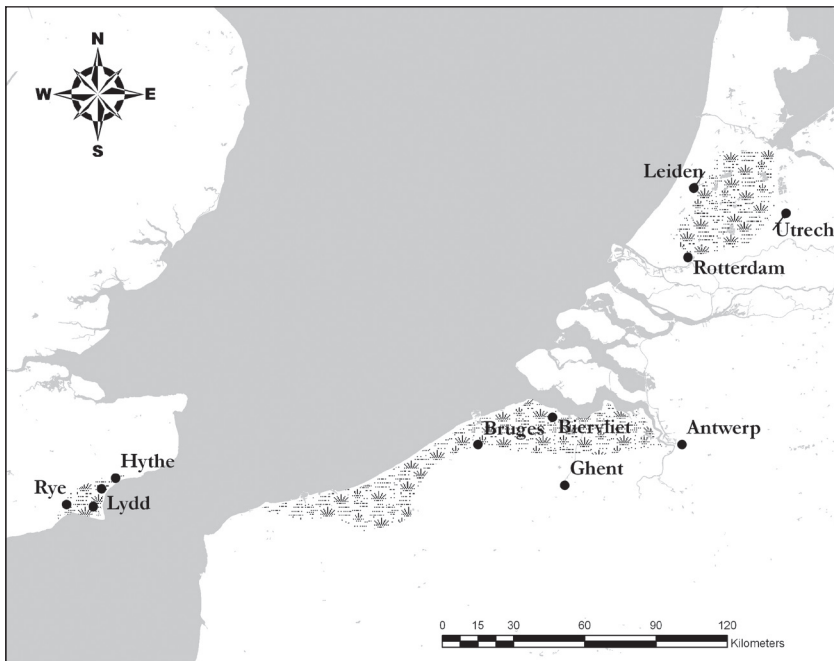 N
W E
S
Leiden
Utrech
Rotterdam
Bruges
Biervliet
Antwerp
Ghent
Hythe
Rye
Lydd
0 15 30 60 90 120
Kilometers